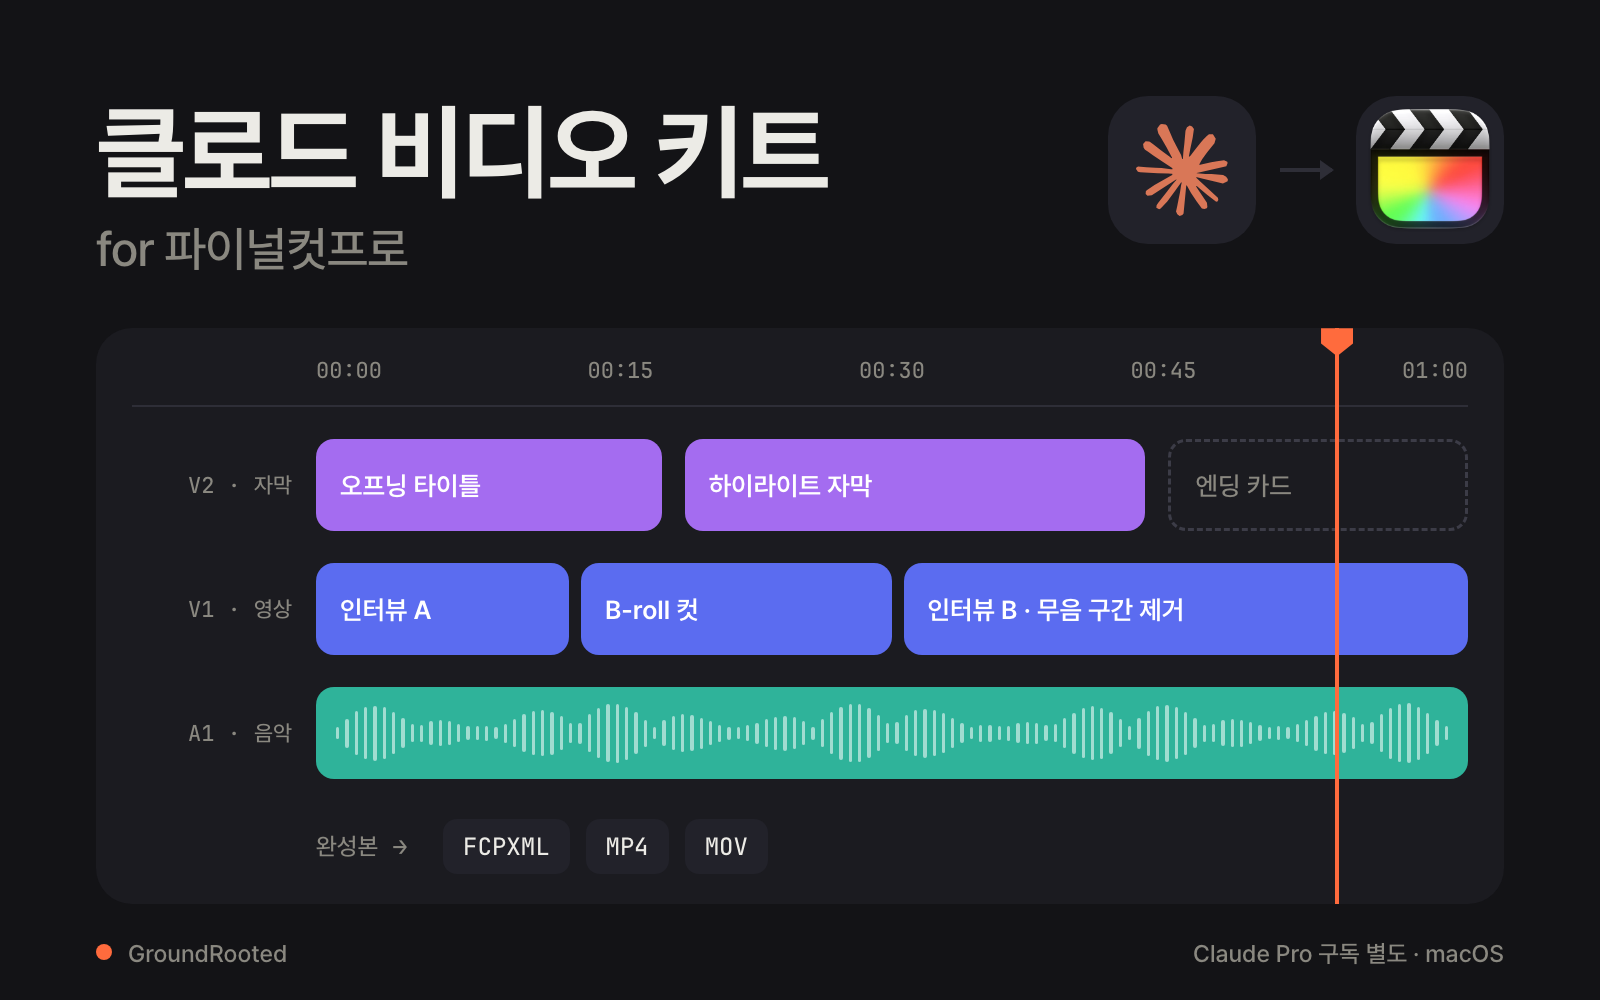 클로드 비디오 키트
for 파이널컷프로
00:00 00:15 00:30 00:45 01:00
V2 · 자막 오프닝 타이틀 하이라이트 자막 엔딩 카드
V1 · 영상 인터뷰 A B-roll 컷 인터뷰 B · 무음 구간 제거
A1 · 음악
완성본 → FCPXML MP4 MOV
GroundRooted Claude Pro 구독 별도 · macOS